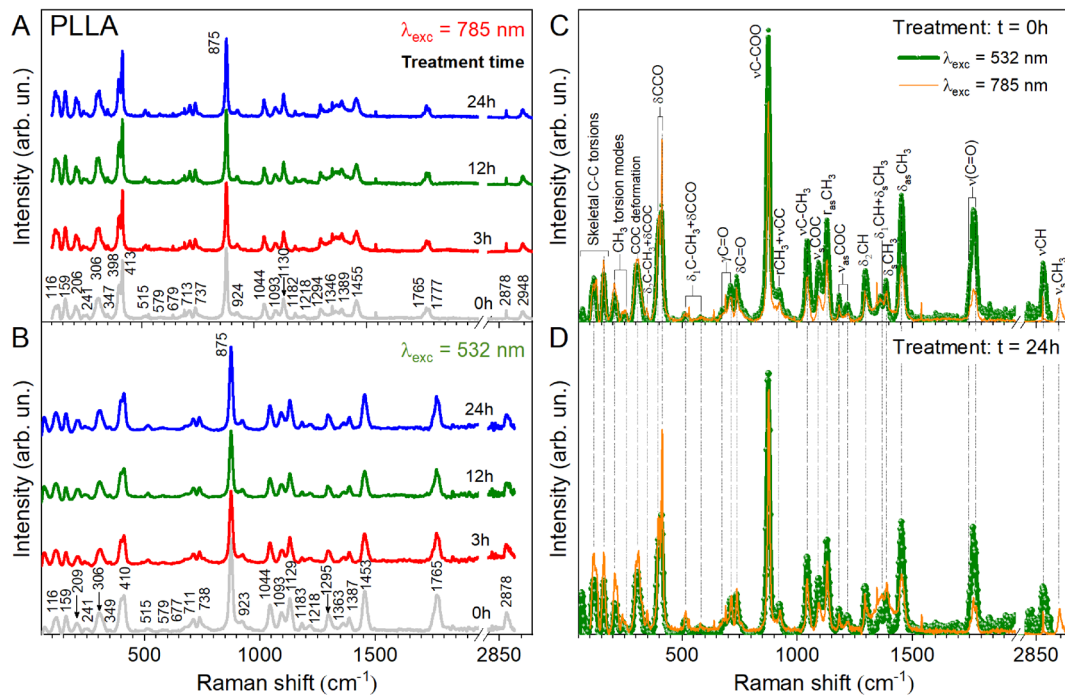 A
PLLA
λexc = 785 nm
Treatment time
875
24h
12h
3h
0h
116
159
206
241
306
347
398
413
515
579
679
713
737
924
1044
1093
1130
1182
1218
1294
1346
1389
1455
1765
1777
2878
2948
Intensity (arb. un.)
B
λexc = 532 nm
875
24h
12h
3h
0h
116
159
209
241
306
349
410
515
579
677
711
738
923
1044
1093
1129
1183
1218
1295
1363
1387
1453
1765
2878
Intensity (arb. un.)
500
1000
1500
2850
Raman shift (cm⁻¹)
C
Treatment: t = 0h
λexc = 532 nm
λexc = 785 nm
Skeletal C-C torsions
CH₃ torsion modes
COC deformation
δ₂C-CH₃+δCOC
δCCO
δ₁C-CH₃+δCCO
γC=O
δC=O
νC-COO
rCH₃+νCC
νC-CH₃
νₛCOC
rₐₛCH₃
νₐₛCOC
δ₂CH
δ₁CH+δₛCH₃
δₛCH₃
δₐₛCH₃
ν(C=O)
νCH
νₛCH₃
Intensity (arb. un.)
D
Treatment: t = 24h
Intensity (arb. un.)
500
1000
1500
2850
Raman shift (cm⁻¹)